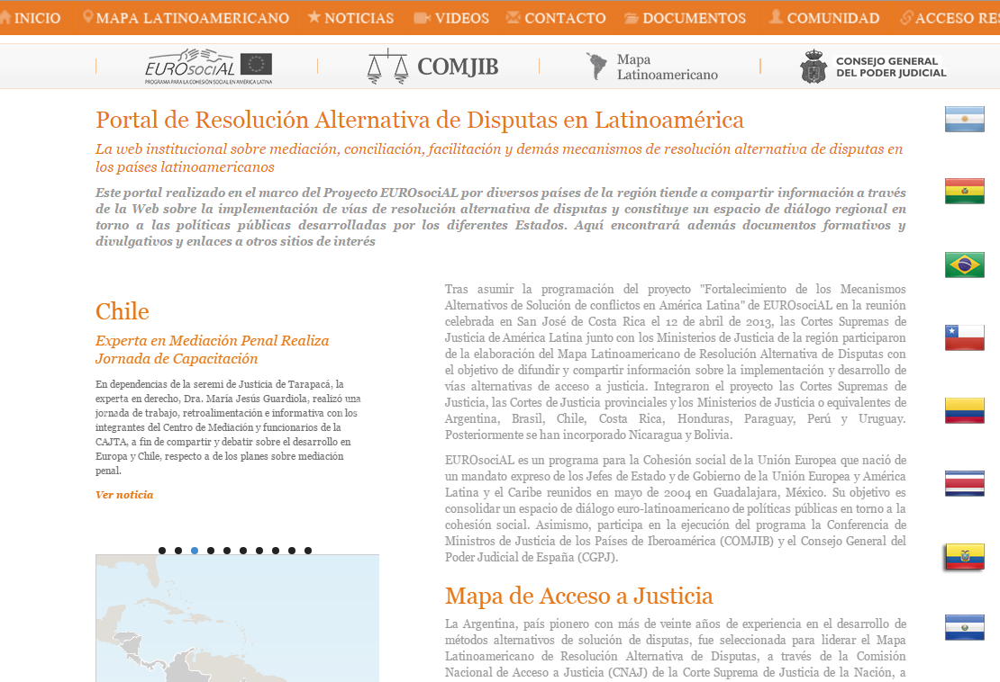 INICIO MAPA LATINOAMERICANO NOTICIAS VIDEOS CONTACTO DOCUMENTOS COMUNIDAD ACCESO
EUROsociAL
PROGRAMA PARA LA COHESIÓN SOCIAL EN AMÉRICA LATINA
COMJIB
Mapa
Latinoamericano
CONSEJO GENERAL
DEL PODER JUDICIAL
Portal de Resolución Alternativa de Disputas en Latinoamérica
La web institucional sobre mediación, conciliación, facilitación y demás mecanismos de resolución alternativa de disputas en
los países latinoamericanos
Este portal realizado en el marco del Proyecto EUROsociAL por diversos países de la región tiende a compartir información a través
de la Web sobre la implementación de vías de resolución alternativa de disputas y constituye un espacio de diálogo regional en
torno a las políticas públicas desarrolladas por los diferentes Estados. Aquí encontrará además documentos formativos y
divulgativos y enlaces a otros sitios de interés
Chile
Experta en Mediación Penal Realiza
Jornada de Capacitación
En dependencias de la seremi de Justicia de Tarapacá, la
experta en derecho, Dra. María Jesús Guardiola, realizó una
jornada de trabajo, retroalimentación e informativa con los
integrantes del Centro de Mediación y funcionarios de la
CAJTA, a fin de compartir y debatir sobre el desarrollo en
Europa y Chile, respecto a de los planes sobre mediación
penal.
Ver noticia
Tras asumir la programación del proyecto "Fortalecimiento de los Mecanismos
Alternativos de Solución de conflictos en América Latina" de EUROsociAL en la reunión
celebrada en San José de Costa Rica el 12 de abril de 2013, las Cortes Supremas de
Justicia de América Latina junto con los Ministerios de Justicia de la región participaron
de la elaboración del Mapa Latinoamericano de Resolución Alternativa de Disputas con
el objetivo de difundir y compartir información sobre la implementación y desarrollo de
vías alternativas de acceso a justicia. Integraron el proyecto las Cortes Supremas de
Justicia, las Cortes de Justicia provinciales y los Ministerios de Justicia o equivalentes de
Argentina, Brasil, Chile, Costa Rica, Honduras, Paraguay, Perú y Uruguay.
Posteriormente se han incorporado Nicaragua y Bolivia.
EUROsociAL es un programa para la Cohesión social de la Unión Europea que nació de
un mandato expreso de los Jefes de Estado y de Gobierno de la Unión Europea y América
Latina y el Caribe reunidos en mayo de 2004 en Guadalajara, México. Su objetivo es
consolidar un espacio de diálogo euro-latinoamericano de políticas públicas en torno a la
cohesión social. Asimismo, participa en la ejecución del programa la Conferencia de
Ministros de Justicia de los Países de Iberoamérica (COMJIB) y el Consejo General del
Poder Judicial de España (CGPJ).
Mapa de Acceso a Justicia
La Argentina, país pionero con más de veinte años de experiencia en el desarrollo de
métodos alternativos de solución de disputas, fue seleccionada para liderar el Mapa
Latinoamericano de Resolución Alternativa de Disputas, a través de la Comisión
Nacional de Acceso a Justicia (CNAJ) de la Corte Suprema de Justicia de la Nación, a